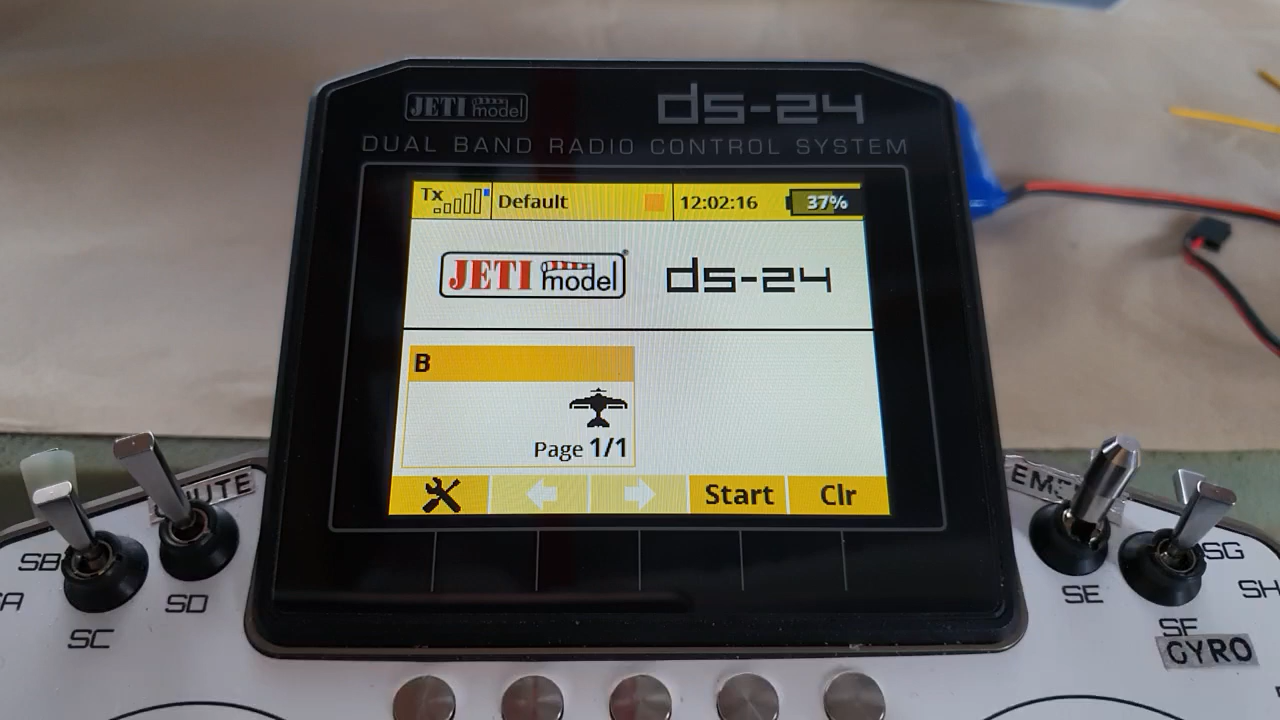 JETI model
ds-24
DUAL BAND RADIO CONTROL SYSTEM
Tx
Default
12:02:16
37%
JETI model®
ds-24
B
Page 1/1
Start
Clr
SB
SD
SC
SE
SG
SH
SF
GYRO